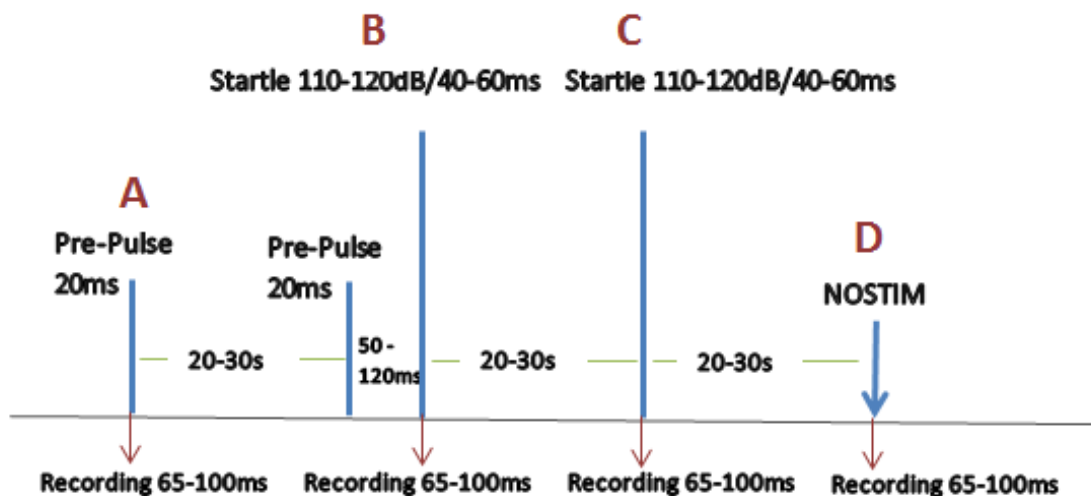 B
C
Startle 110-120dB/40-60ms
Startle 110-120dB/40-60ms
A
Pre-Pulse
20ms
Pre-Pulse
20ms
D
NOSTIM
20-30s
50 -
120ms
20-30s
20-30s
Recording 65-100ms
Recording 65-100ms
Recording 65-100ms
Recording 65-100ms